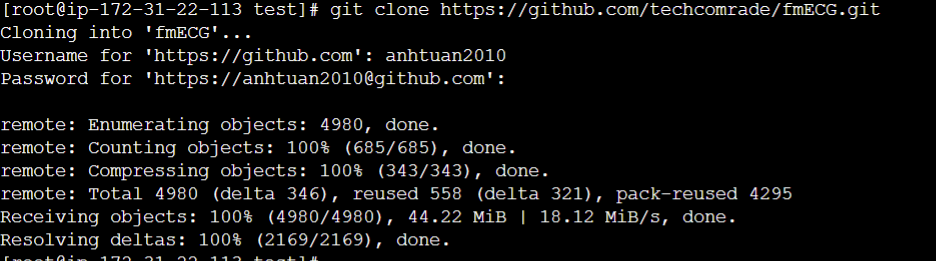 [root@ip-172-31-22-113 test]# git clone https://github.com/techcomrade/fmECG.git
Cloning into 'fmECG'...
Username for 'https://github.com': anhtuan2010
Password for 'https://anhtuan2010@github.com':
remote: Enumerating objects: 4980, done.
remote: Counting objects: 100% (685/685), done.
remote: Compressing objects: 100% (343/343), done.
remote: Total 4980 (delta 346), reused 558 (delta 321), pack-reused 4295
Receiving objects: 100% (4980/4980), 44.22 MiB | 18.12 MiB/s, done.
Resolving deltas: 100% (2169/2169), done.
[root@ip-172-31-22-113 test]#